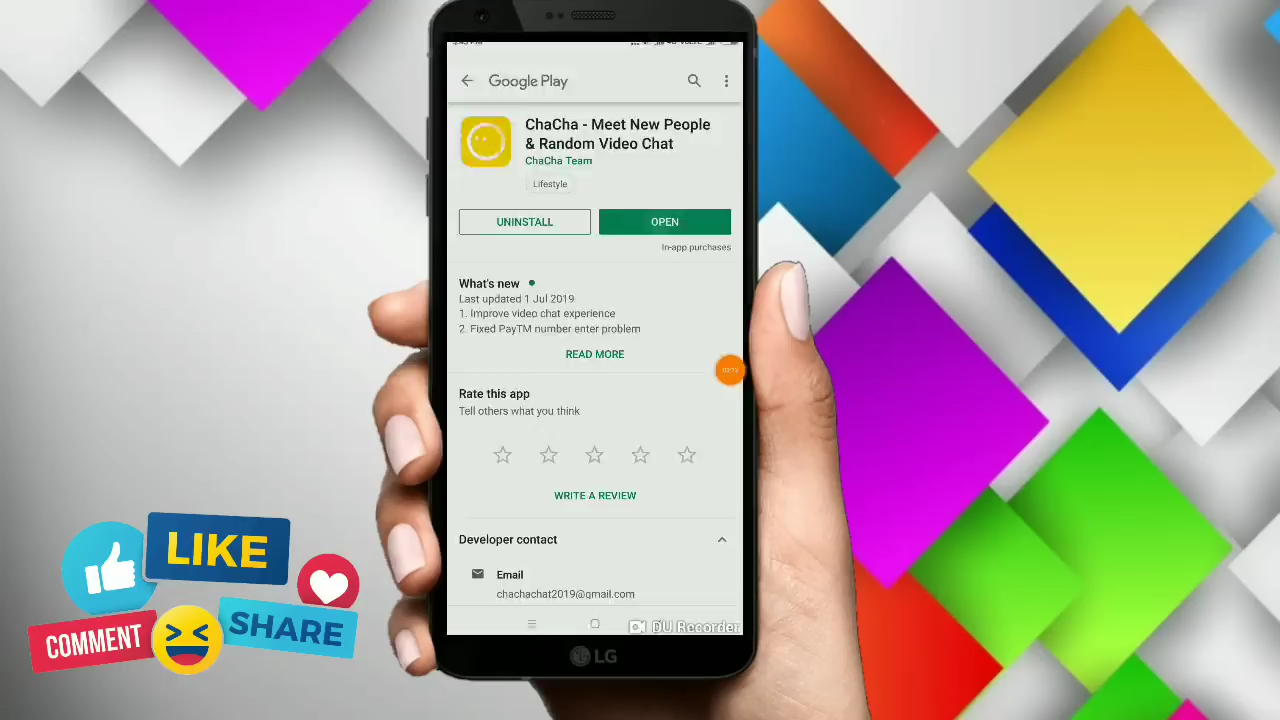 Google Play
ChaCha - Meet New People
& Random Video Chat
ChaCha Team
Lifestyle
UNINSTALL
OPEN
In-app purchases
What's new
Last updated 1 Jul 2019
1. Improve video chat experience
2. Fixed PayTM number enter problem
READ MORE
Rate this app
Tell others what you think
WRITE A REVIEW
Developer contact
Email
chachachat2019@gmail.com
DU Recorder
LG
LIKE
COMMENT
SHARE